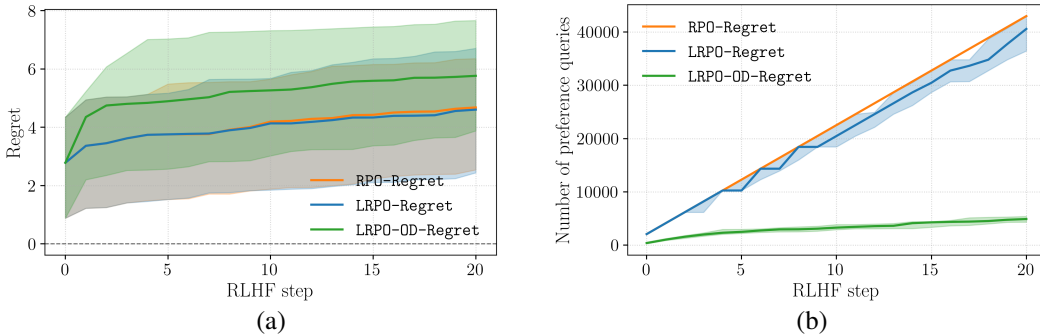 8
6
4
2
0
Regret
RPO-Regret
LRPO-Regret
LRPO-OD-Regret
0 5 10 15 20
RLHF step
(a)
40000
30000
20000
10000
0
Number of preference queries
RPO-Regret
LRPO-Regret
LRPO-OD-Regret
0 5 10 15 20
RLHF step
(b)